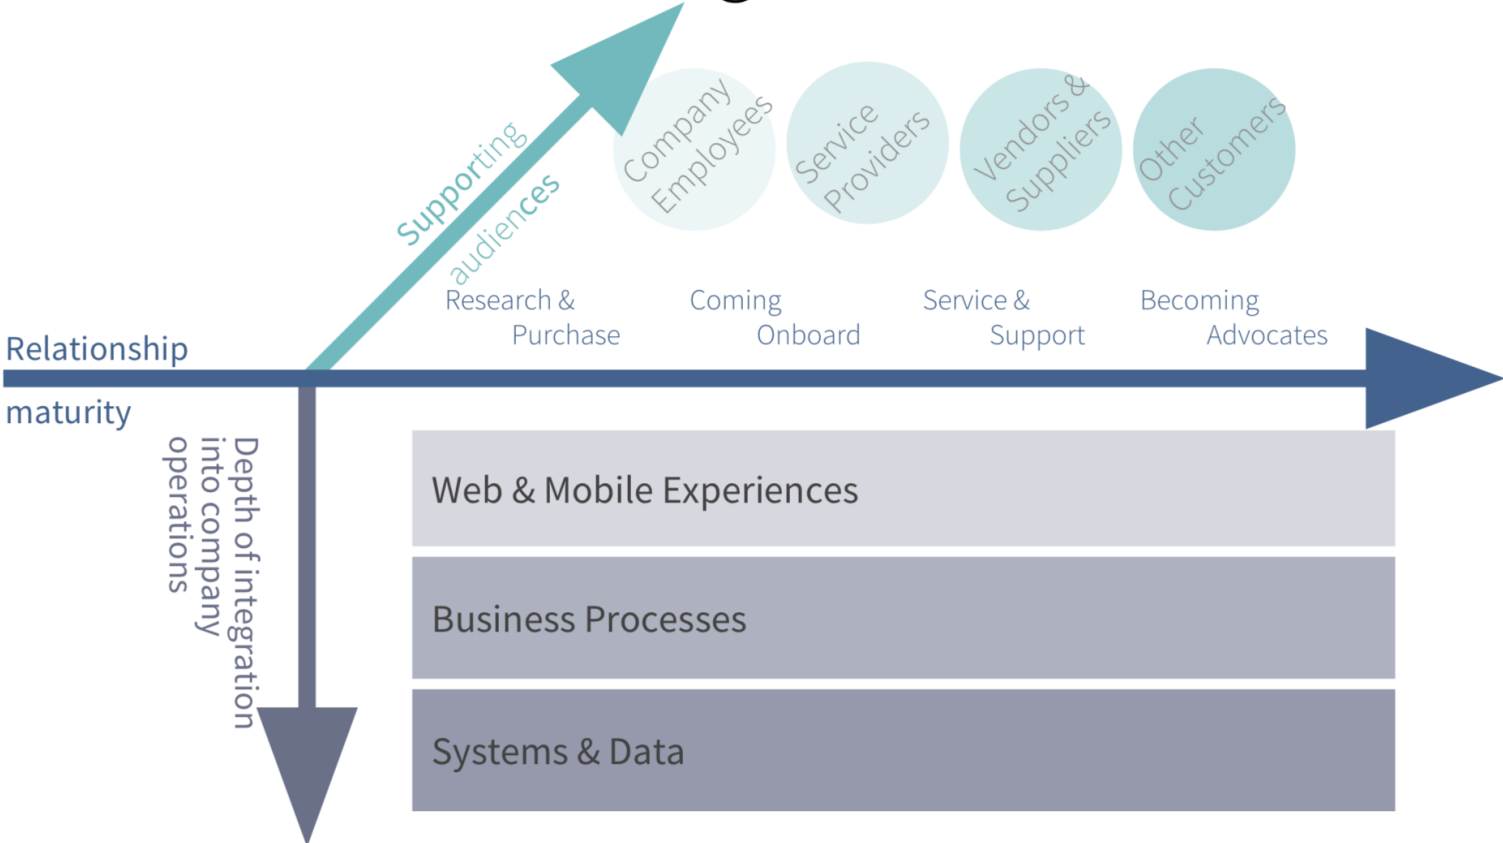 Supporting
audiences
Company
Employees
Service
Providers
Vendors &
Suppliers
Other
Customers
Research &
Purchase
Coming
Onboard
Service &
Support
Becoming
Advocates
Relationship
maturity
Depth of integration
into company
operations
Web & Mobile Experiences
Business Processes
Systems & Data